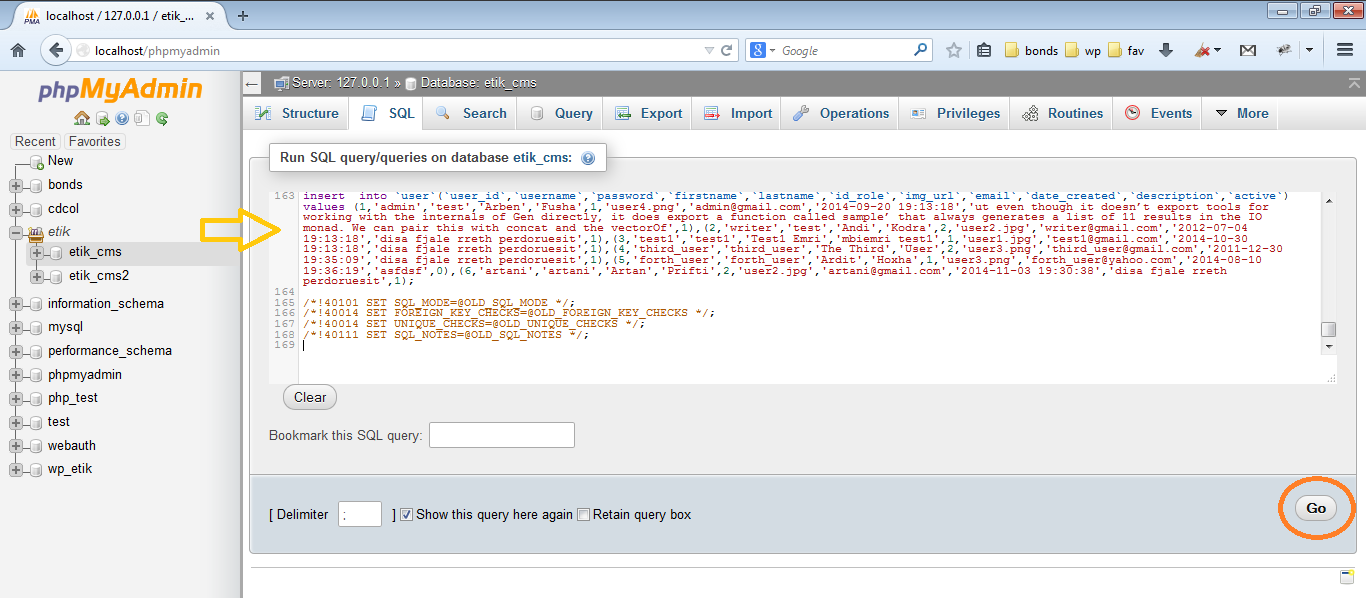 localhost / 127.0.0.1 / etik_...
localhost/phpmyadmin
Google
bonds
wp
fav
phpMyAdmin
Recent
Favorites
New
bonds
cdcol
etik
etik_cms
etik_cms2
information_schema
mysql
performance_schema
phpmyadmin
php_test
test
webauth
wp_etik
Server: 127.0.0.1 » Database: etik_cms
Structure
SQL
Search
Query
Export
Import
Operations
Privileges
Routines
Events
More
Run SQL query/queries on database etik_cms:
163 insert  into `user`(`user_id`,`username`,`password`,`firstname`,`lastname`,`id_role`,`img_url`,`email`,`date_created`,`description`,`active`)
values (1,'admin','test','Arben','Fusha',1,'user4.png','admin@gmail.com','2014-09-20 19:13:18','ut even though it doesn’t export tools for
working with the internals of Gen directly, it does export a function called sample’ that always generates a list of 11 results in the IO
monad. We can pair this with concat and the vectorOf',1),(2,'writer','test','Andi','Kodra',2,'user2.jpg','writer@gmail.com','2012-07-04
19:13:18','disa fjale rreth perdoruesit',1),(3,'test1','test1','Test1 Emri','mbiemri test1',1,'user1.jpg','test1@gmail.com','2014-10-30
19:13:18','disa fjale rreth perdoruesit',1),(4,'third_user','third_user','The Third','User',2,'user3.png','third_user@gmail.com','2011-12-30
19:35:09','disa fjale rreth perdoruesit',1),(5,'forth_user','forth_user','Ardit','Hoxha',1,'user3.png','forth_user@yahoo.com','2014-08-10
19:36:19','asfdsf',0),(6,'artani','artani','Artan','Prifti',2,'user2.jpg','artani@gmail.com','2014-11-03 19:30:38','disa fjale rreth
perdoruesit',1);
164
165 /*!40101 SET SQL_MODE=@OLD_SQL_MODE */;
166 /*!40014 SET FOREIGN_KEY_CHECKS=@OLD_FOREIGN_KEY_CHECKS */;
167 /*!40014 SET UNIQUE_CHECKS=@OLD_UNIQUE_CHECKS */;
168 /*!40111 SET SQL_NOTES=@OLD_SQL_NOTES */;
169
Clear
Bookmark this SQL query:
[ Delimiter ; ] Show this query here again Retain query box
Go